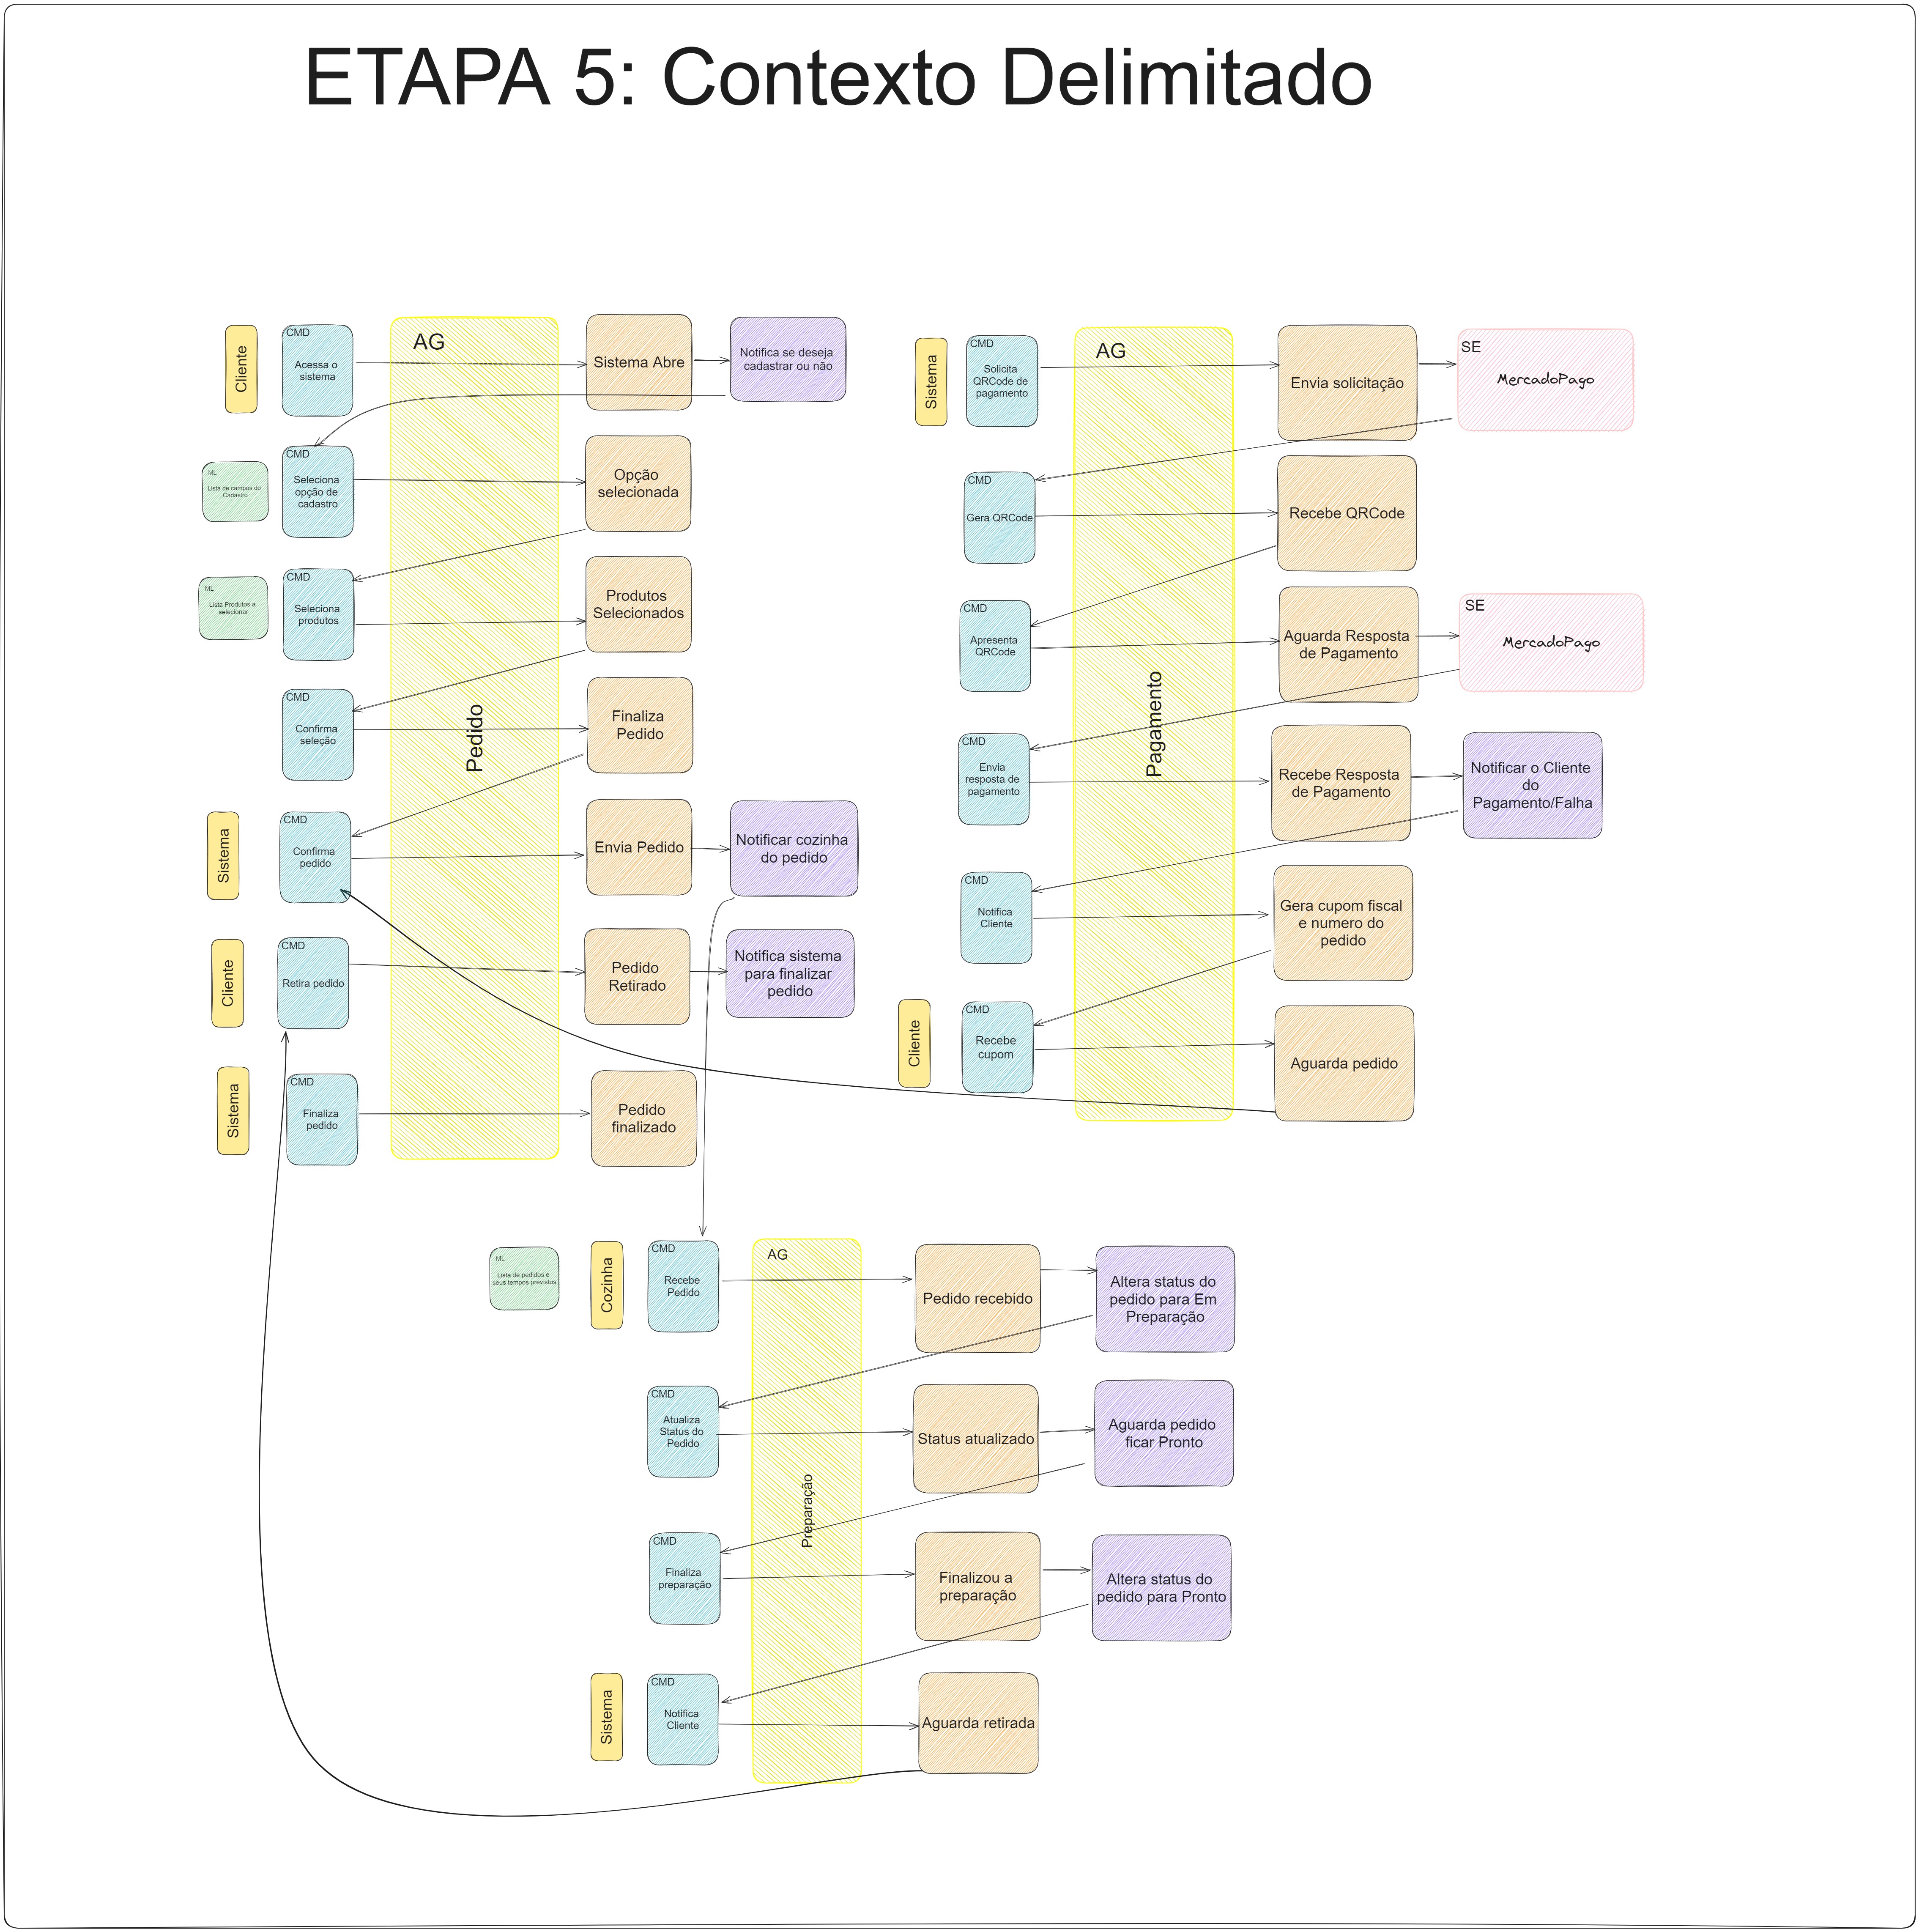 ETAPA 5: Contexto Delimitado
Cliente
CMD
Acessa o
sistema
AG
Pedido
Sistema Abre
Notifica se deseja
cadastrar ou não
ML
Lista de campos do
Cadastro
CMD
Seleciona
opção de
cadastro
Opção
selecionada
ML
Lista Produtos a
selecionar
CMD
Seleciona
produtos
Produtos
Selecionados
CMD
Confirma
seleção
Finaliza
Pedido
Sistema
CMD
Confirma
pedido
Envia Pedido
Notificar cozinha
do pedido
Cliente
CMD
Retira pedido
Pedido
Retirado
Notifica sistema
para finalizar
pedido
Sistema
CMD
Finaliza
pedido
Pedido
finalizado
Sistema
CMD
Solicita
QRCode de
pagamento
AG
Pagamento
Envia solicitação
SE
MercadoPago
CMD
Gera QRCode
Recebe QRCode
CMD
Apresenta
QRCode
Aguarda Resposta
de Pagamento
SE
MercadoPago
CMD
Envia
resposta de
pagamento
Recebe Resposta
de Pagamento
Notificar o Cliente
do
Pagamento/Falha
CMD
Notifica
Cliente
Gera cupom fiscal
e numero do
pedido
Cliente
CMD
Recebe
cupom
Aguarda pedido
ML
Lista de pedidos e
seus tempos previstos
Cozinha
CMD
Recebe
Pedido
AG
Preparação
Pedido recebido
Altera status do
pedido para Em
Preparação
CMD
Atualiza
Status do
Pedido
Status atualizado
Aguarda pedido
ficar Pronto
CMD
Finaliza
preparação
Finalizou a
preparação
Altera status do
pedido para Pronto
Sistema
CMD
Notifica
Cliente
Aguarda retirada